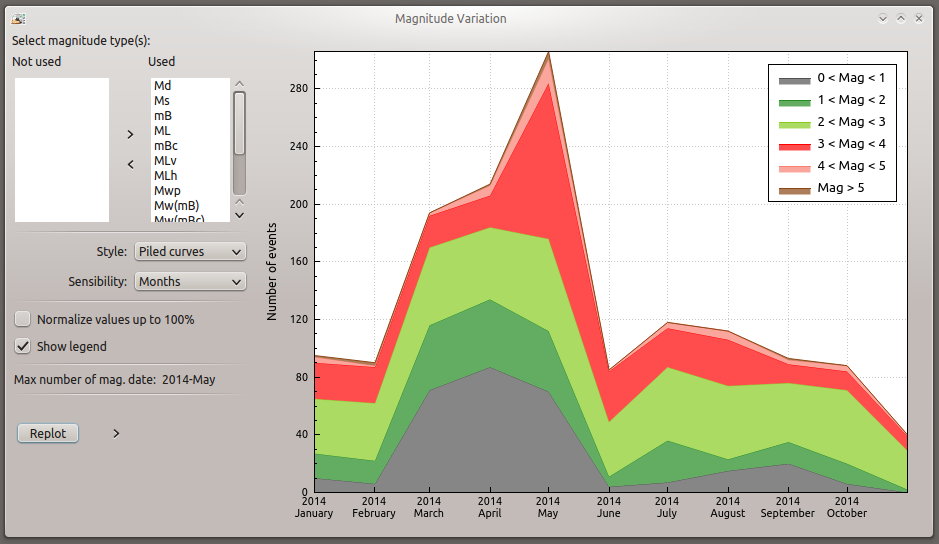 Magnitude Variation
Select magnitude type(s):
Not used
Used
Md
Ms
mB
ML
mBc
MLv
MLh
Mwp
Mw(mB)
Mw(mBc)
>
<
Style: Piled curves
Sensibility: Months
Normalize values up to 100%
Show legend
Max number of mag. date: 2014-May
Replot >
Number of events
280
240
200
160
120
80
40
0
2014 January
2014 February
2014 March
2014 April
2014 May
2014 June
2014 July
2014 August
2014 September
2014 October
0 < Mag < 1
1 < Mag < 2
2 < Mag < 3
3 < Mag < 4
4 < Mag < 5
Mag > 5